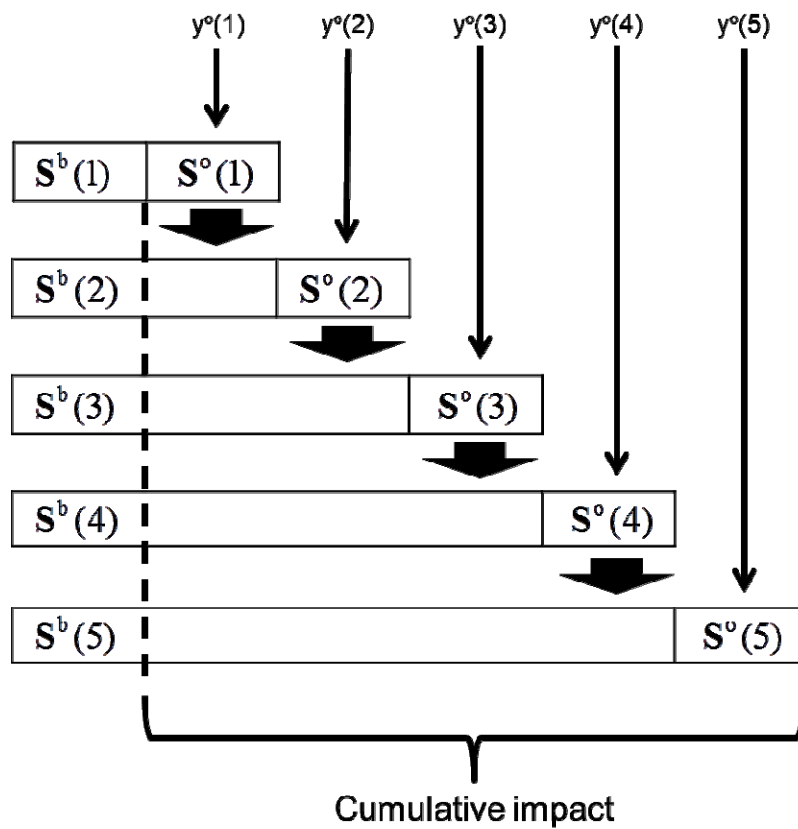 yº(1) yº(2) yº(3) yº(4) yº(5)
Sᵇ(1) Sº(1)
Sᵇ(2) Sº(2)
Sᵇ(3) Sº(3)
Sᵇ(4) Sº(4)
Sᵇ(5) Sº(5)
Cumulative impact